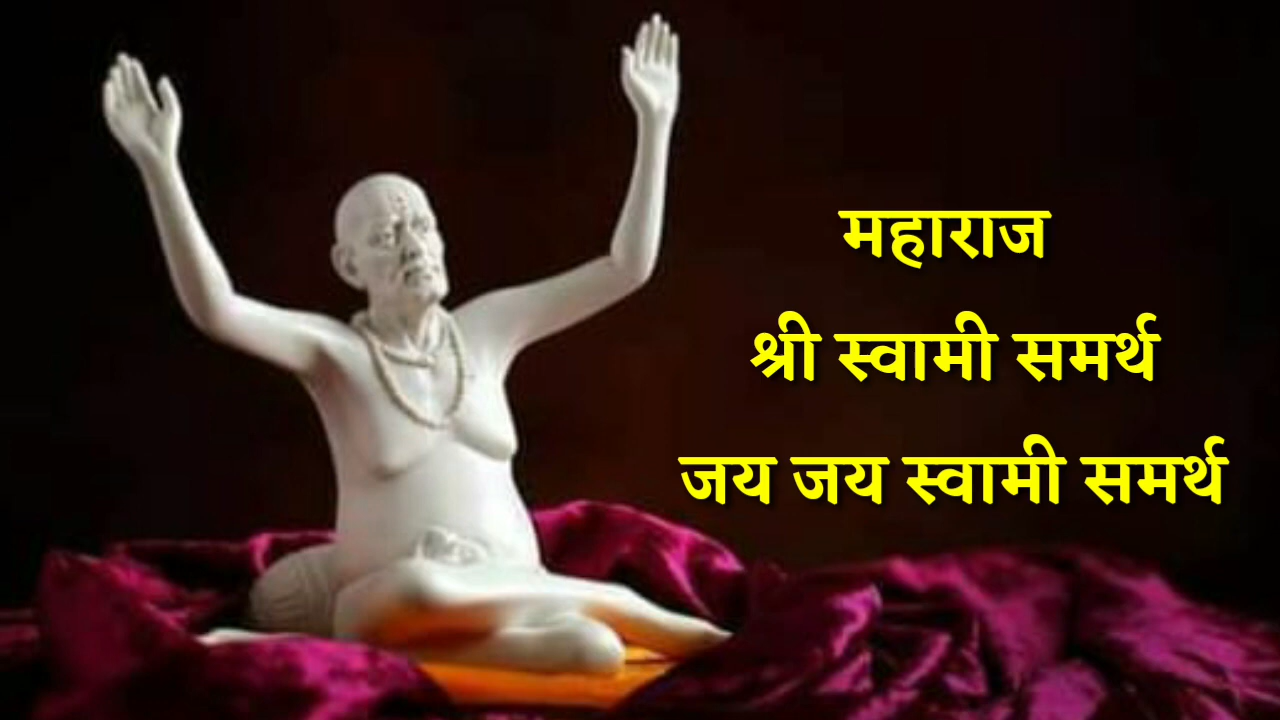 महाराज
श्री स्वामी समर्थ
जय जय स्वामी समर्थ